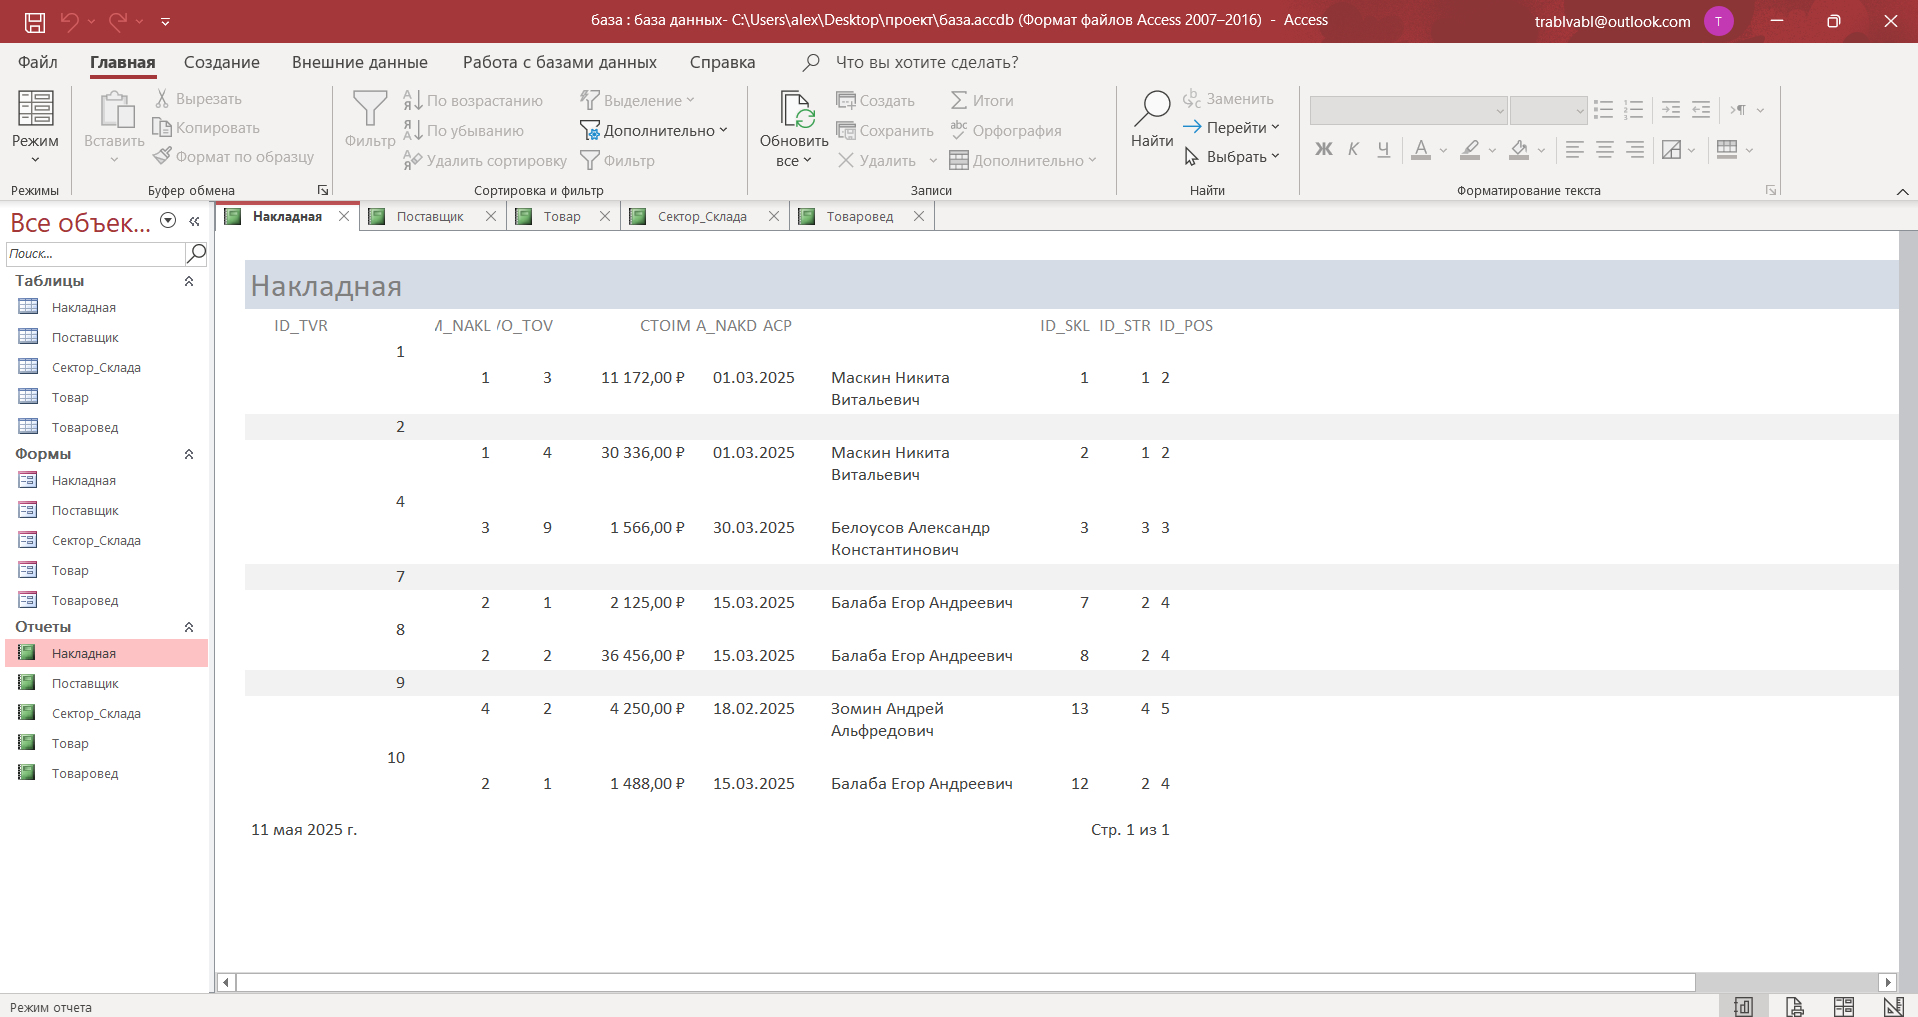 база : база данных- C:\Users\alex\Desktop\проект\база.accdb (Формат файлов Access 2007–2016) - Access
trablvabl@outlook.com
T
Файл Главная Создание Внешние данные Работа с базами данных Справка Что вы хотите сделать?
Режим
Режимы
Вставить
Вырезать
Копировать
Формат по образцу
Буфер обмена
Фильтр
По возрастанию
По убыванию
Удалить сортировку
Выделение
Дополнительно
Фильтр
Сортировка и фильтр
Обновить
все
Создать
Сохранить
Удалить
Итоги
Орфография
Дополнительно
Записи
Найти
Заменить
Перейти
Выбрать
Найти
Ж К Ч А
Форматирование текста
Все объек...
Поиск...
Таблицы
Накладная
Поставщик
Сектор_Склада
Товар
Товаровед
Формы
Накладная
Поставщик
Сектор_Склада
Товар
Товаровед
Отчеты
Накладная
Поставщик
Сектор_Склада
Товар
Товаровед
Накладная Поставщик Товар Сектор_Склада Товаровед
Накладная
ID_TVR M_NAKL /O_TOV CTOIM A_NAKD ACP ID_SKL ID_STR ID_POS
1
1 3 11 172,00 ₽ 01.03.2025 Маскин Никита 1 1 2
Витальевич
2
1 4 30 336,00 ₽ 01.03.2025 Маскин Никита 2 1 2
Витальевич
4
3 9 1 566,00 ₽ 30.03.2025 Белоусов Александр 3 3 3
Константинович
7
2 1 2 125,00 ₽ 15.03.2025 Балаба Егор Андреевич 7 2 4
8
2 2 36 456,00 ₽ 15.03.2025 Балаба Егор Андреевич 8 2 4
9
4 2 4 250,00 ₽ 18.02.2025 Зомин Андрей 13 4 5
Альфредович
10
2 1 1 488,00 ₽ 15.03.2025 Балаба Егор Андреевич 12 2 4
11 мая 2025 г. Стр. 1 из 1
Режим отчета